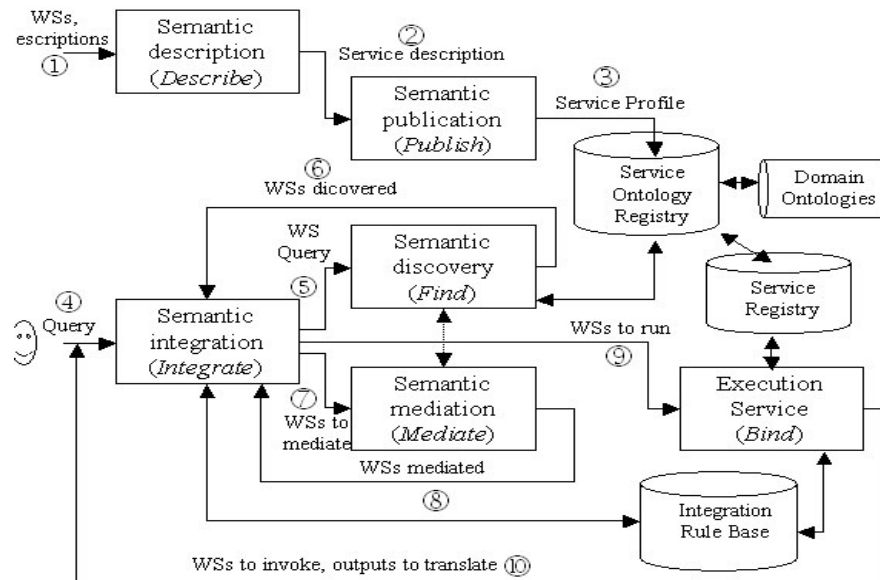 WSs,
escriptions
①
Semantic
description
(Describe)
②
Service description
Semantic
publication
(Publish)
③
Service Profile
Service
Ontology
Registry
Domain
Ontologies
⑥
WSs dicovered
WS
Query
⑤
Semantic
discovery
(Find)
Service
Registry
④
Query
Semantic
integration
(Integrate)
WSs to run
⑨
⑦
WSs to
mediate
Semantic
mediation
(Mediate)
Execution
Service
(Bind)
WSs mediated
⑧
Integration
Rule Base
WSs to invoke, outputs to translate ⑩